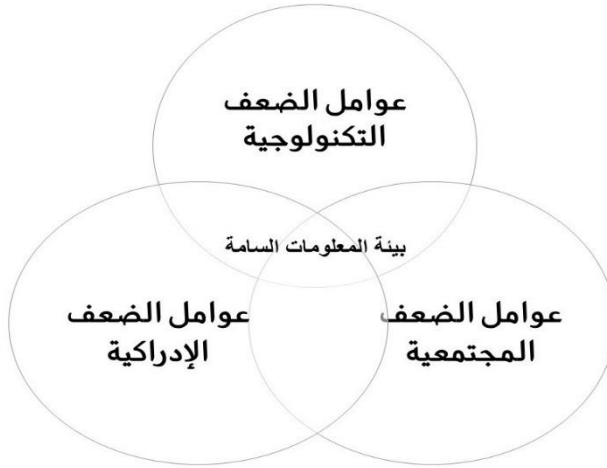 عوامل الضعف
التكنولوجية
بيئة المعلومات السامة
عوامل الضعف
المجتمعية
عوامل الضعف
الإدراكية